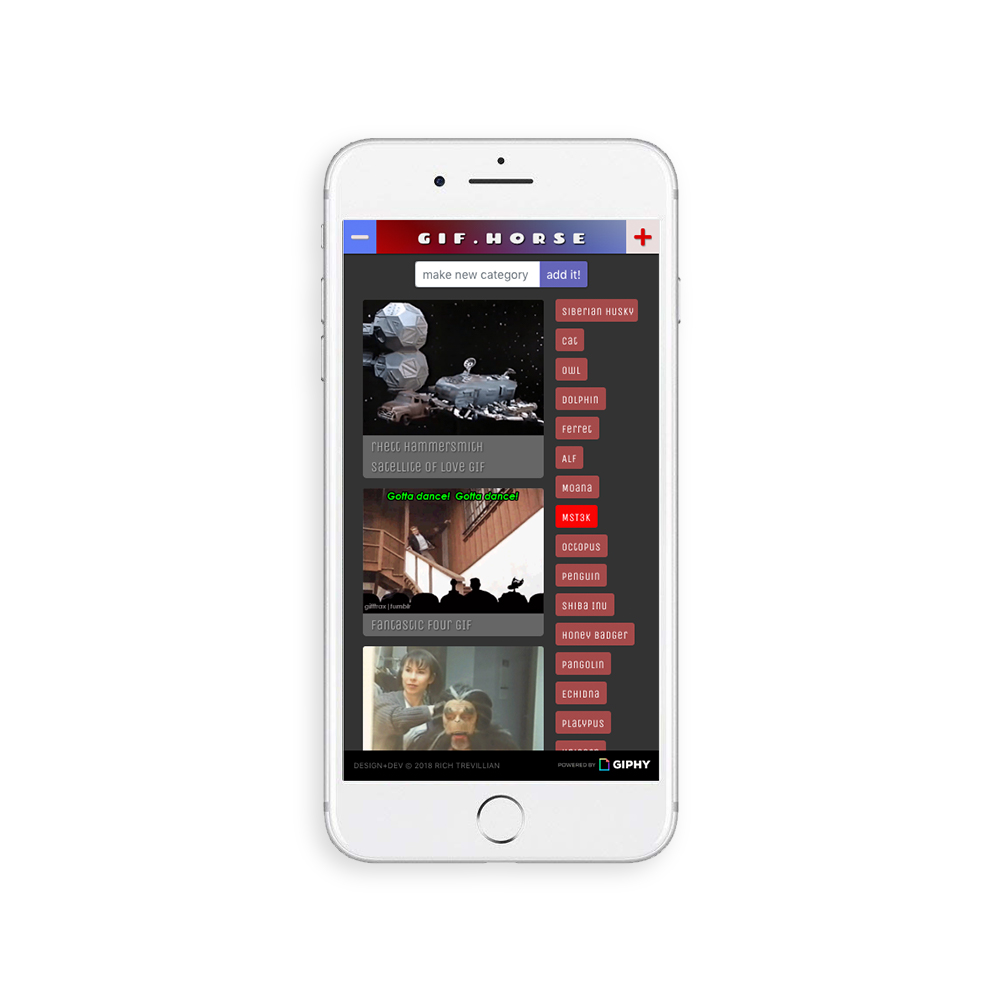 GIF.HORSE
make new category
add it!
rhett hammersmith
satellite of love GIF
Gotta dance! Gotta dance!
tumblr
fantastic four GIF
Siberian Husky
Cat
Owl
Dolphin
Ferret
ALF
Moana
MST3K
Octopus
Penguin
Shiba Inu
Honey Badger
Pangolin
Echidna
Platypus
DESIGN+DEV © 2018 RICH TREVILLIAN
POWERED BY GIPHY